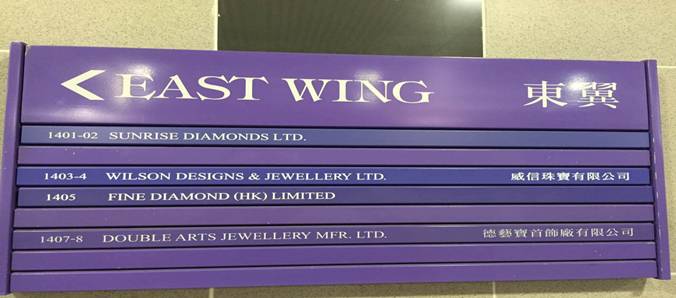 < EAST WING 東翼
1401-02 SUNRISE DIAMONDS LTD.
1403-4 WILSON DESIGNS & JEWELLERY LTD. 威信珠寶有限公司
1405 FINE DIAMOND (HK) LIMITED
1407-8 DOUBLE ARTS JEWELLERY MFR. LTD. 德藝寶首飾廠有限公司